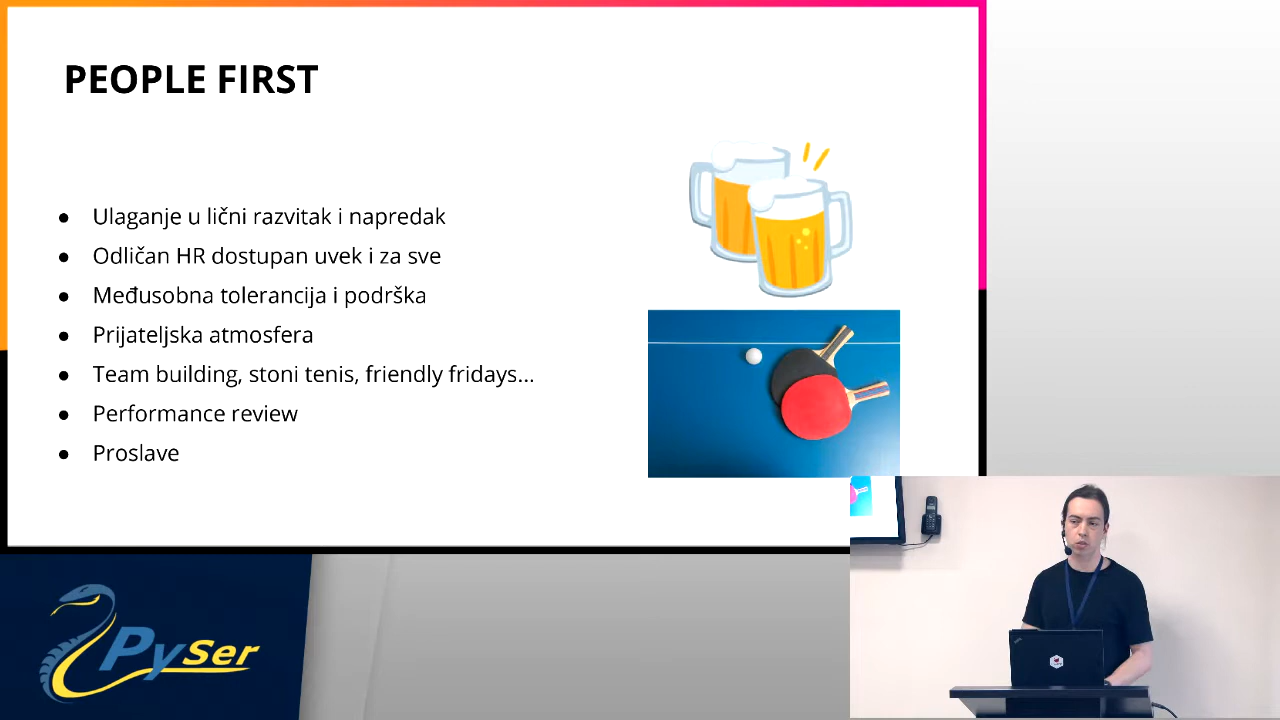 PEOPLE FIRST
● Ulaganje u lični razvitak i napredak
● Odličan HR dostupan uvek i za sve
● Međusobna tolerancija i podrška
● Prijateljska atmosfera
● Team building, stoni tenis, friendly fridays...
● Performance review
● Proslave
PySer